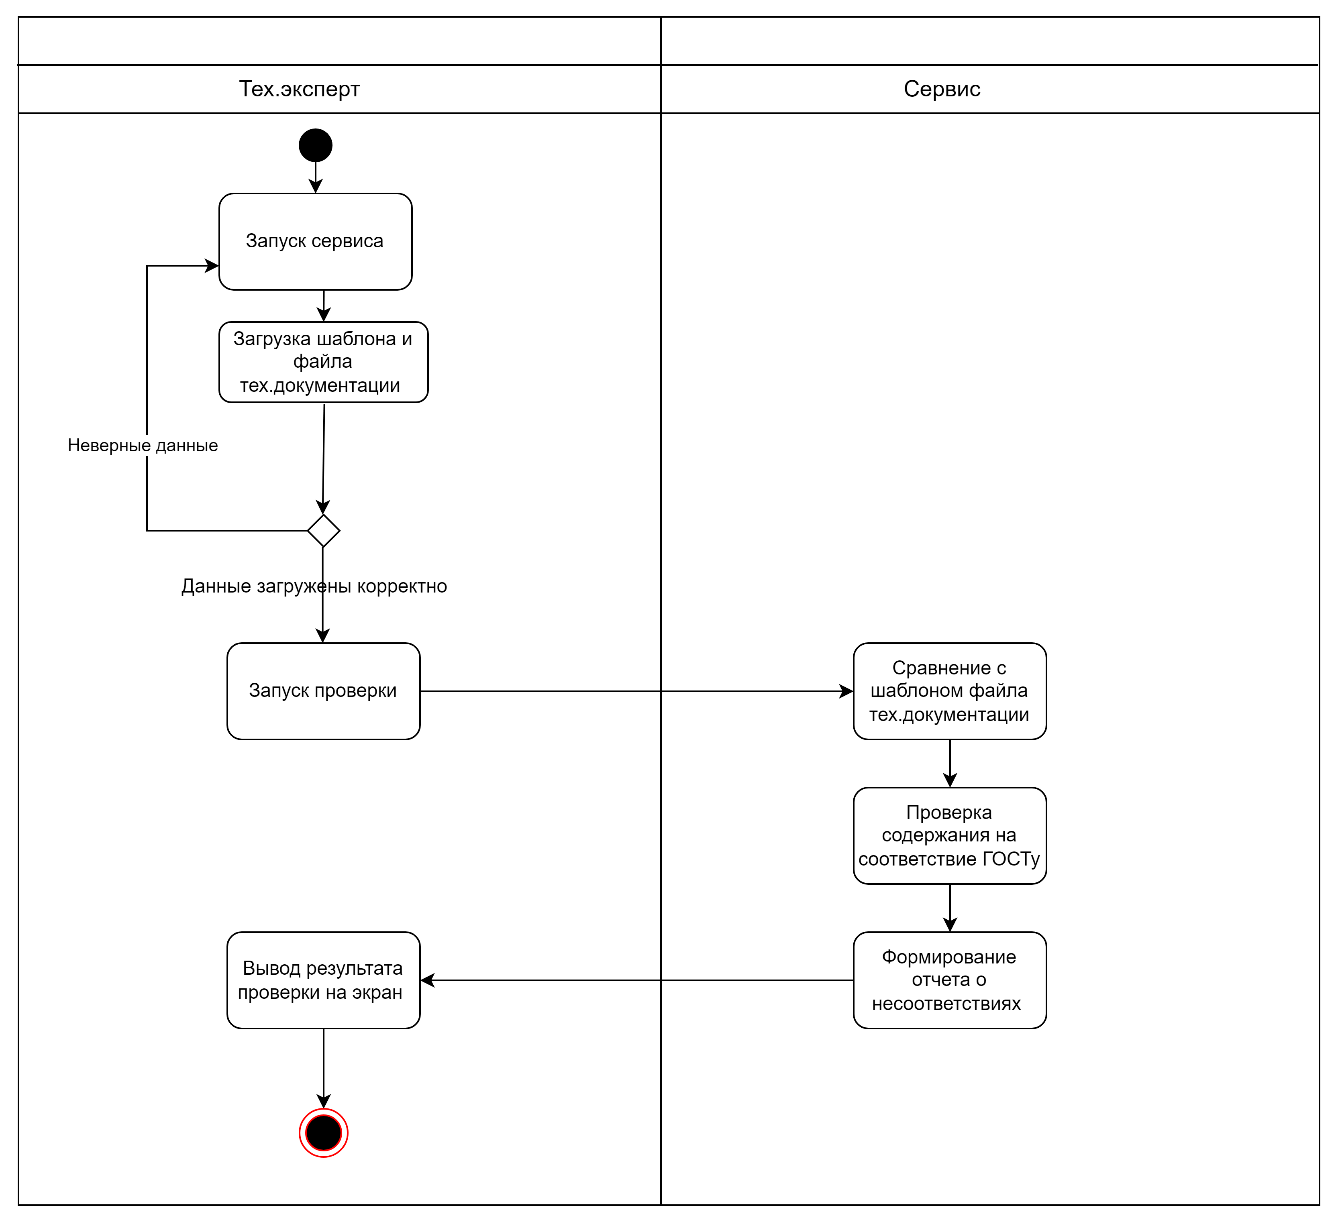 Тех.эксперт
Сервис
Запуск сервиса
Загрузка шаблона и
файла
тех.документации
Неверные данные
Данные загружены корректно
Запуск проверки
Сравнение с
шаблоном файла
тех.документации
Проверка
содержания на
соответствие ГОСТу
Формирование
отчета о
несоответствиях
Вывод результата
проверки на экран